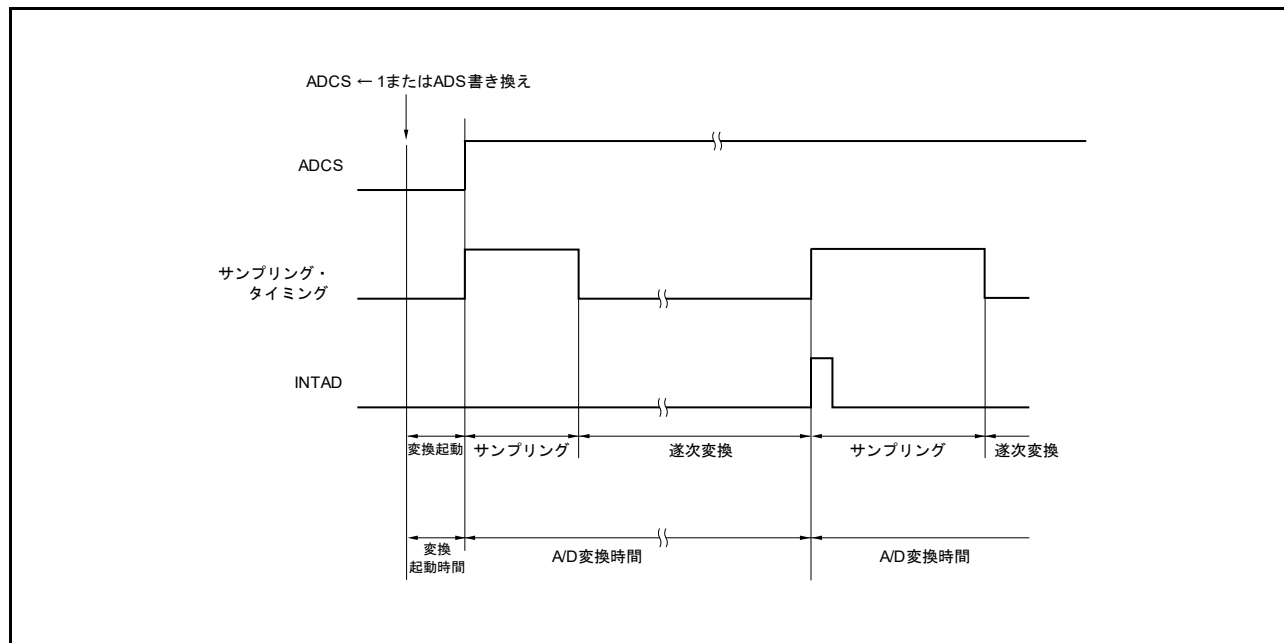 ADCS ← 1またはADS書き換え
ADCS
サンプリング・
タイミング
INTAD
変換起動
サンプリング
遂次変換
サンプリング
遂次変換
変換
起動時間
A/D変換時間
A/D変換時間